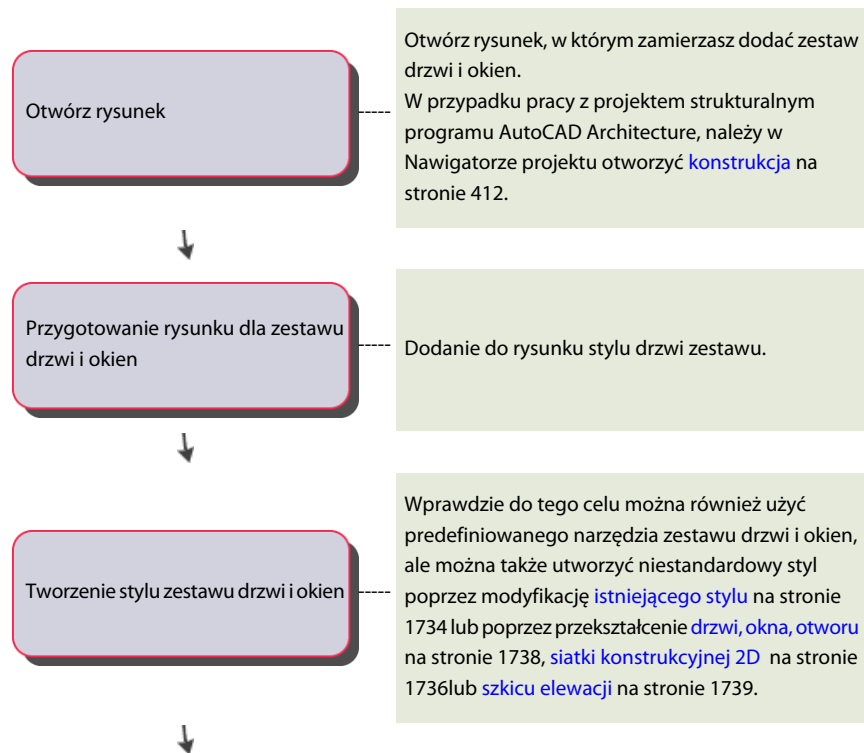 Otwórz rysunek
Otwórz rysunek, w którym zamierzasz dodać zestaw
drzwi i okien.
W przypadku pracy z projektem strukturalnym
programu AutoCAD Architecture, należy w
Nawigatorze projektu otworzyć konstrukcja na
stronie 412.
Przygotowanie rysunku dla zestawu
drzwi i okien
Dodanie do rysunku stylu drzwi zestawu.
Tworzenie stylu zestawu drzwi i okien
Wprawdzie do tego celu można również użyć
predefiniowanego narzędzia zestawu drzwi i okien,
ale można także utworzyć niestandardowy styl
poprzez modyfikację istniejącego stylu na stronie
1734 lub poprzez przekształcenie drzwi, okna, otworu
na stronie 1738, siatki konstrukcyjnej 2D na stronie
1736lub szkicu elewacji na stronie 1739.